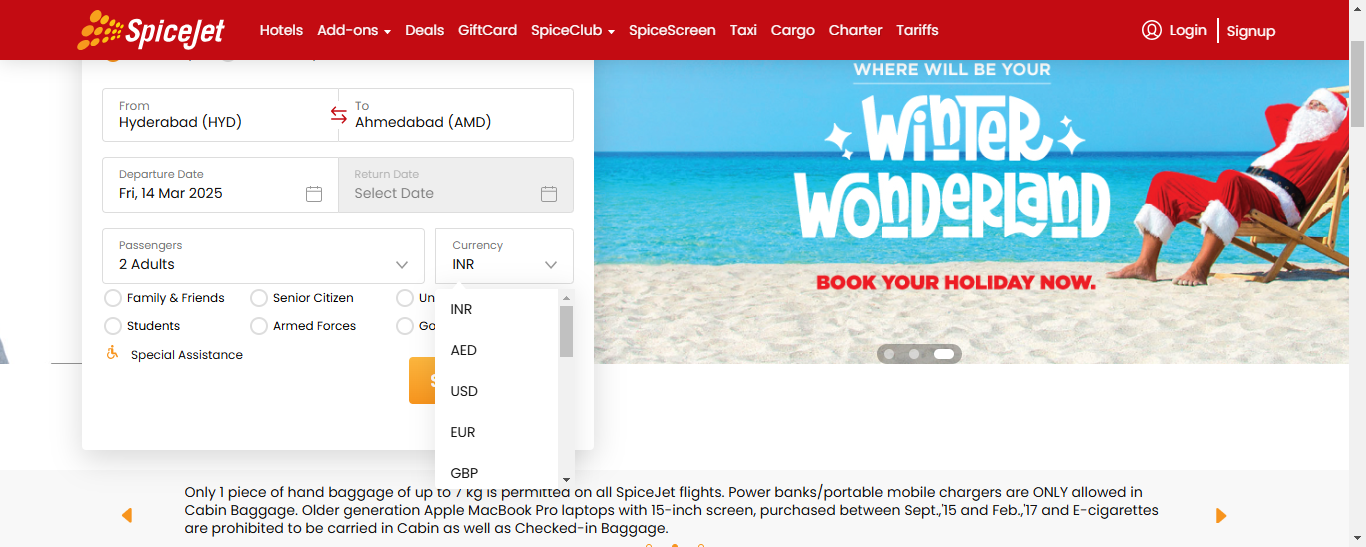 SpiceJet
Hotels Add-ons Deals GiftCard SpiceClub SpiceScreen Taxi Cargo Charter Tariffs Login Signup
From
Hyderabad (HYD)
To
Ahmedabad (AMD)
Departure Date
Fri, 14 Mar 2025
Return Date
Select Date
Passengers
2 Adults
Currency
INR
Family & Friends Senior Citizen
Students Armed Forces
Special Assistance
INR
AED
USD
EUR
GBP
WHERE WILL BE YOUR
WINTER
WONDERLAND
BOOK YOUR HOLIDAY NOW.
Only 1 piece of hand baggage of up to 7 kg is permitted on all SpiceJet flights. Power banks/portable mobile chargers are ONLY allowed in
Cabin Baggage. Older generation Apple MacBook Pro laptops with 15-inch screen, purchased between Sept.,'15 and Feb.,'17 and E-cigarettes
are prohibited to be carried in Cabin as well as Checked-in Baggage.